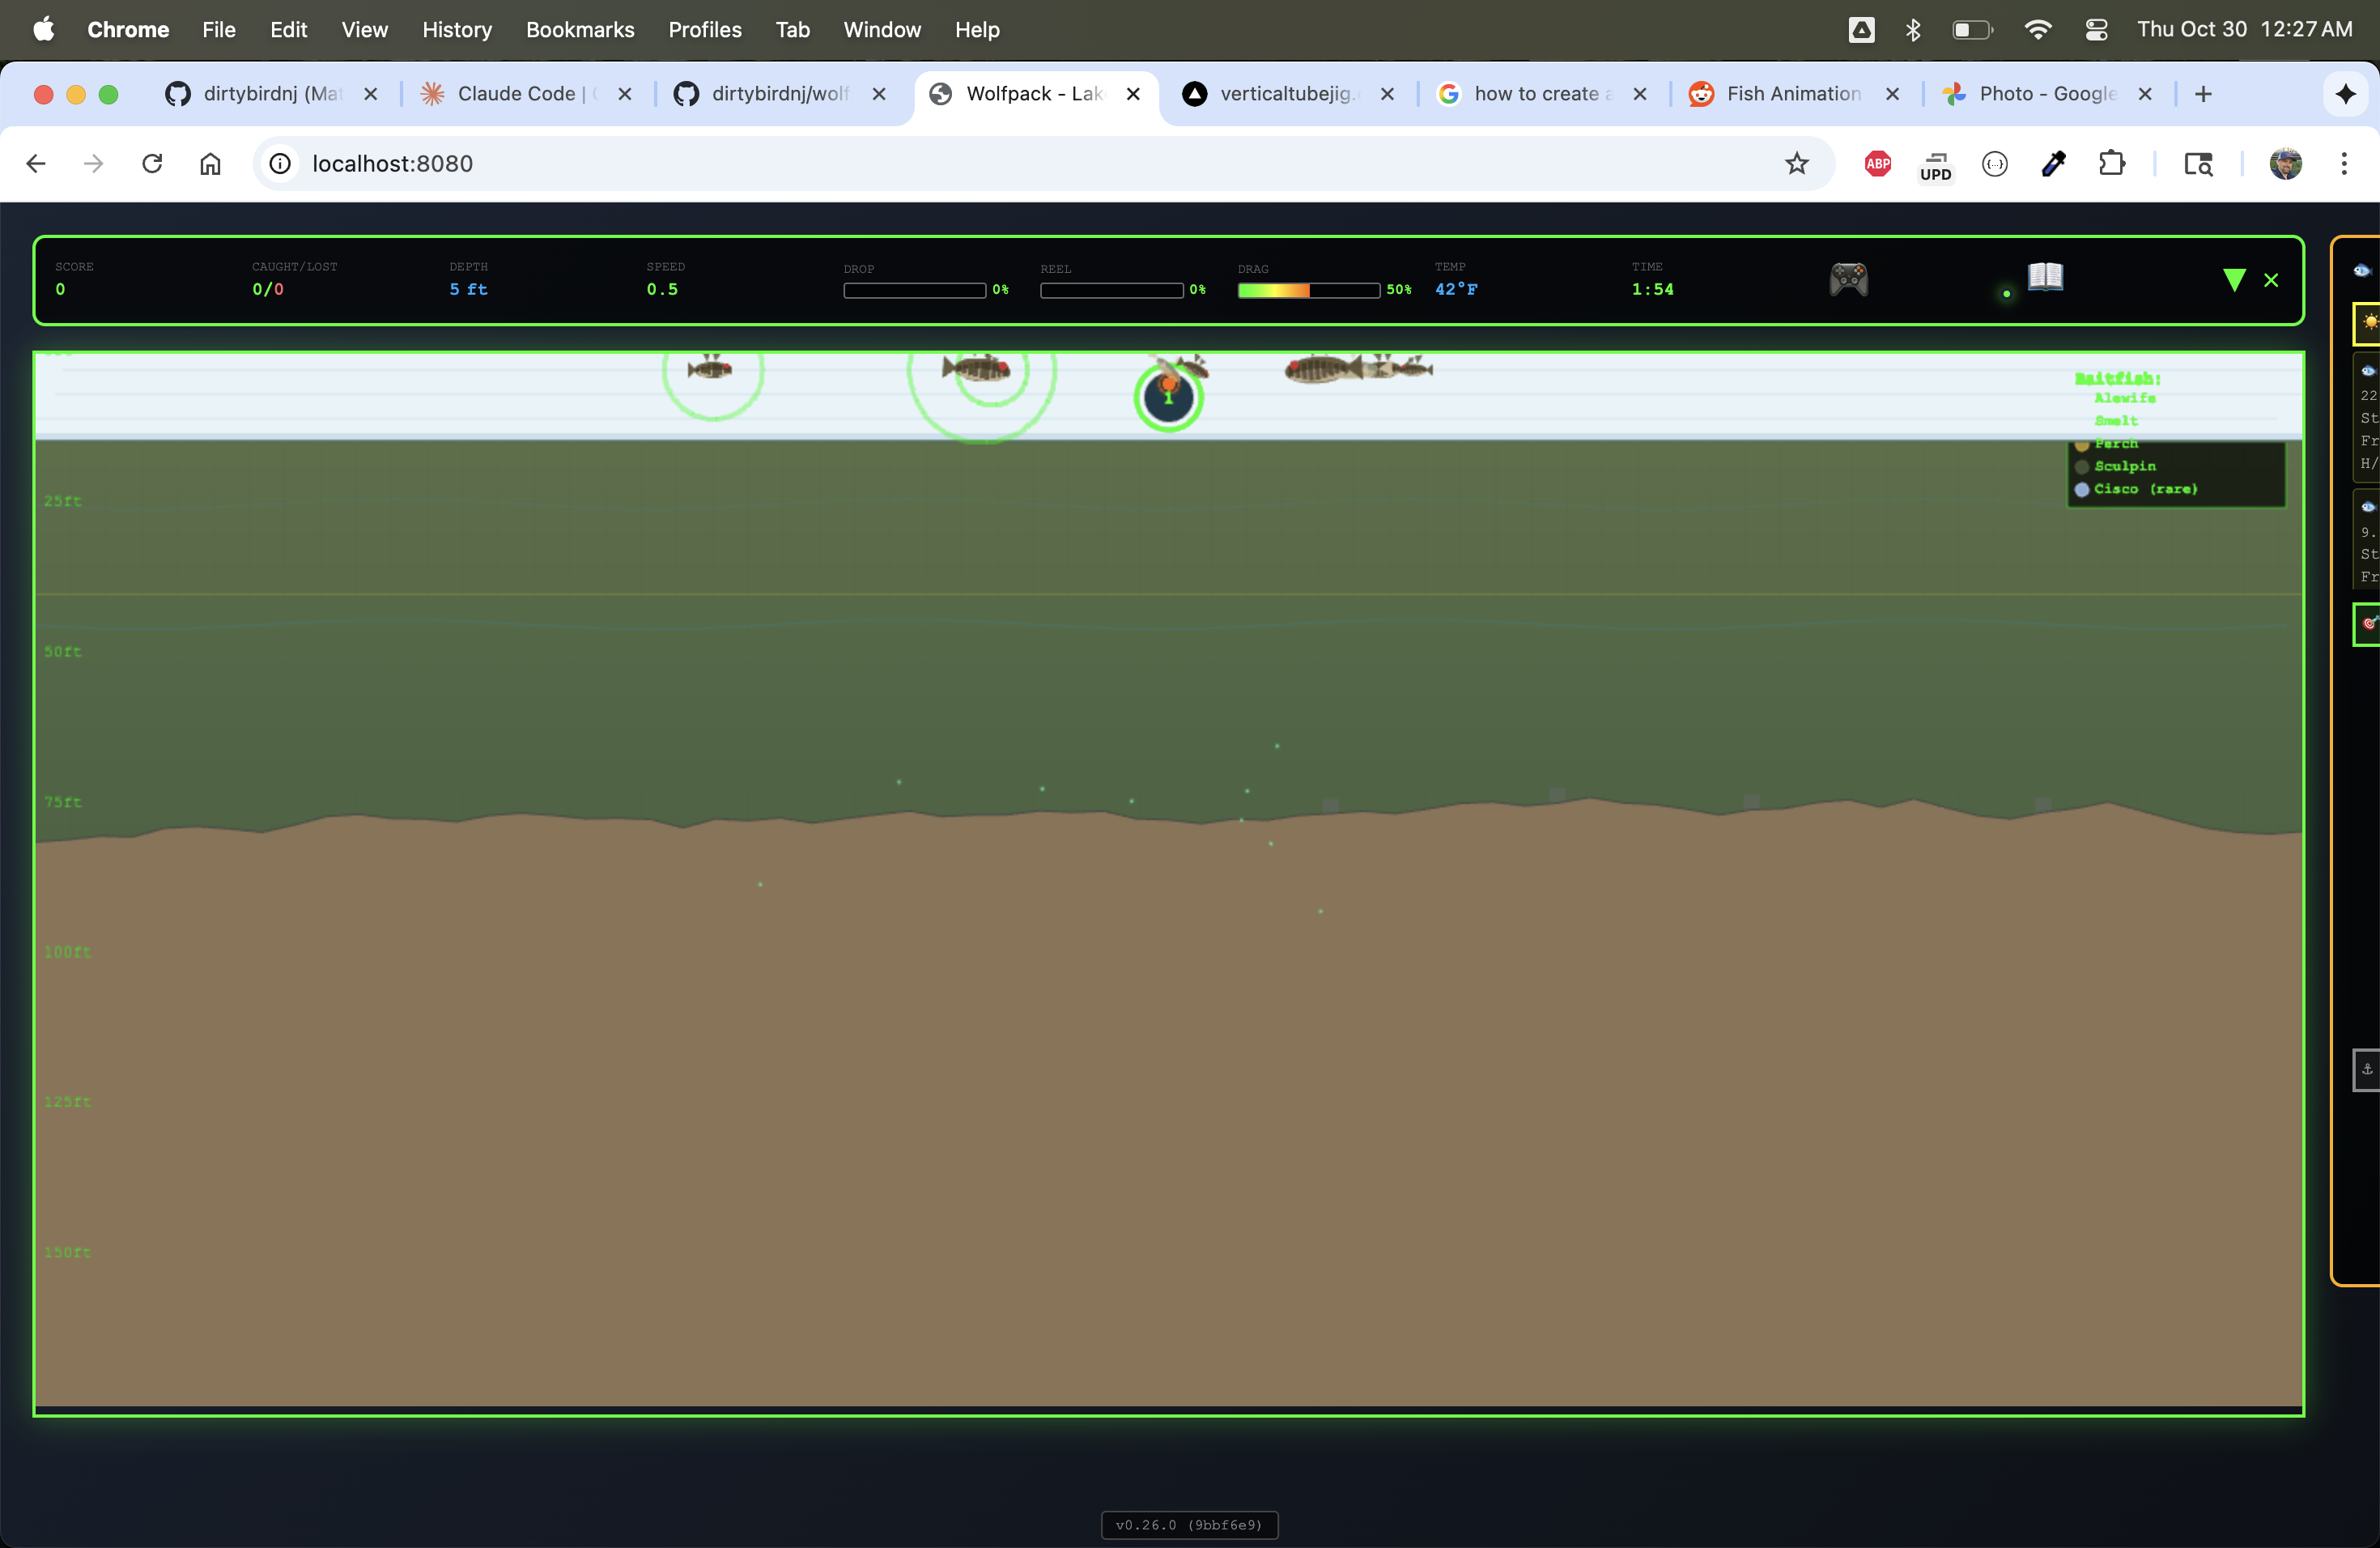 Chrome File Edit View History Bookmarks Profiles Tab Window Help Thu Oct 30 12:27 AM
dirtybirdnj (Mat Claude Code | dirtybirdnj/wolf Wolfpack - Lak verticaltubejig. how to create a Fish Animation Photo - Google
localhost:8080 ABP UPD
SCORE CAUGHT/LOST DEPTH SPEED DROP REEL DRAG TEMP TIME
0 0/0 5 ft 0.5 0% 0% 50% 42°F 1:54
Baitfish:
1 Alewife
Smelt
Perch
Sculpin
Cisco (rare)
25ft
50ft
75ft
100ft
125ft
150ft
22
St
Fr
H/
9.
St
Fr
v0.26.0 (9bbf6e9)